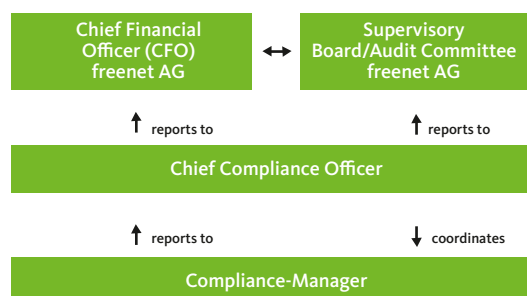 Chief Financial
Officer (CFO)
freenet AG
Supervisory
Board/Audit Committee
freenet AG
reports to
reports to
Chief Compliance Officer
reports to
coordinates
Compliance-Manager